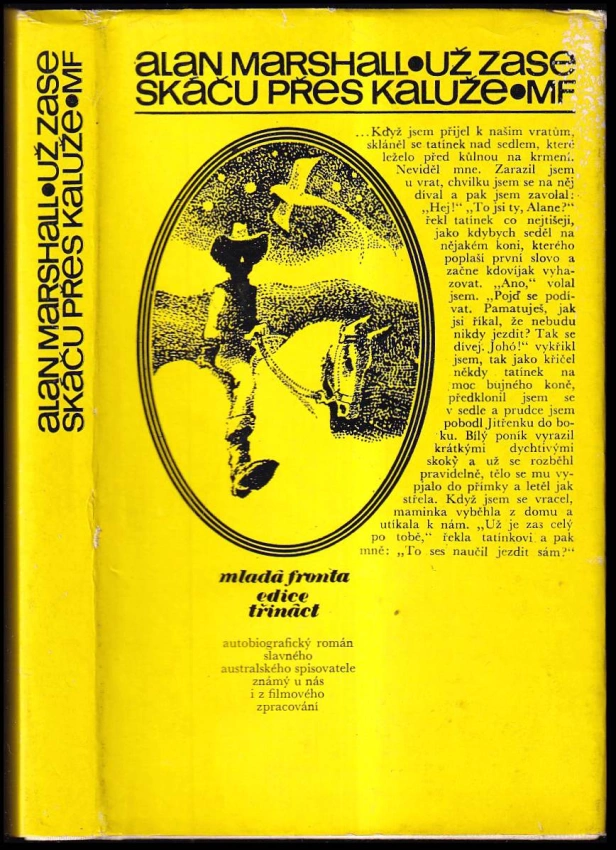 alan marshall•už zase
skáču přes kaluže•mf
alan marshall•už zase
skáču přes kaluže•mf
...Když jsem přijel k našim vratům,
skláněl se tatínek nad sedlem, které
leželo před kůlnou na krmení.
Neviděl mne. Zarazil jsem
u vrat, chvilku jsem se na něj
díval a pak jsem zavolal:
„Hej!“ „To jsi ty, Alane?“
řekl tatínek co nejtišeji,
jako kdybych seděl na
nějakém koni, kterého
poplaší první slovo a
začne kdovíjak vyha-
zovat. „Ano,“ volal
jsem. „Pojď se podí-
vat. Pamatuješ, jak
jsi říkal, že nebudu
nikdy jezdit? Tak se
dívej. Johó!“ vykřikl
jsem, tak jako křičel
někdy tatínek na
moc bujného koně,
předklonil jsem se
v sedle a prudce jsem
pobodl Jitřenku do bo-
ku. Bílý poník vyrazil
krátkými dychtivými
skoky a už se rozběhl
pravidelně, tělo se mu vy-
pjalo do přímky a letěl jak
střela. Když jsem se vracel,
maminka vyběhla z domu a
utíkala k nám. „Už je zas celý
po tobě,“ řekla tatínkovi a pak
mně: „To ses naučil jezdit sám?“
mladá fronta
edice
třináct
autobiografický román
slavného
australského spisovatele
známý u nás
i z filmového
zpracování